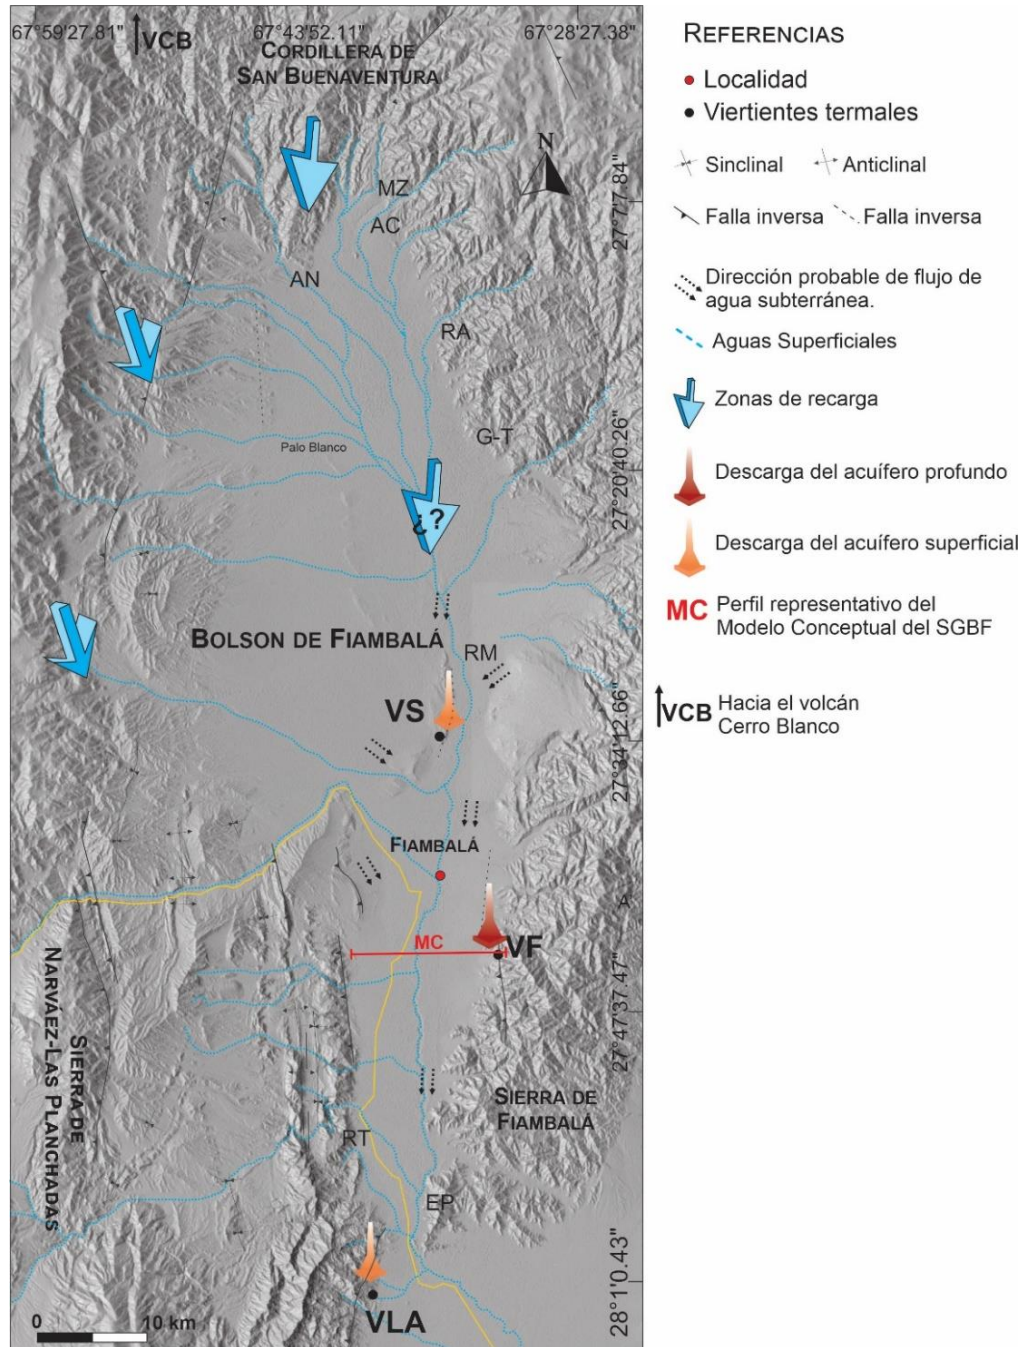 67°59'27.81"
VCB
67°43'52.11"
67°28'27.38"
CORDILLERA DE
SAN BUENAVENTURA
N
MZ
AC
AN
RA
27°7'7.84"
G-T
Palo Blanco
27°20'40.26"
¿?
BOLSON DE FIAMBALÁ
RM
VS
27°34'12.66"
FIAMBALÁ
A
MC
VF
27°47'37.47"
SIERRA DE
NARVÁEZ-LAS PLANCHADAS
SIERRA DE
FIAMBALÁ
RT
EP
28°1'0.43"
VLA
0 10 km
REFERENCIAS
Localidad
Viertientes termales
Sinclinal
Anticlinal
Falla inversa
Falla inversa
Dirección probable de flujo de
agua subterránea.
Aguas Superficiales
Zonas de recarga
Descarga del acuífero profundo
Descarga del acuífero superficial
MC Perfil representativo del
Modelo Conceptual del SGBF
VCB Hacia el volcán
Cerro Blanco